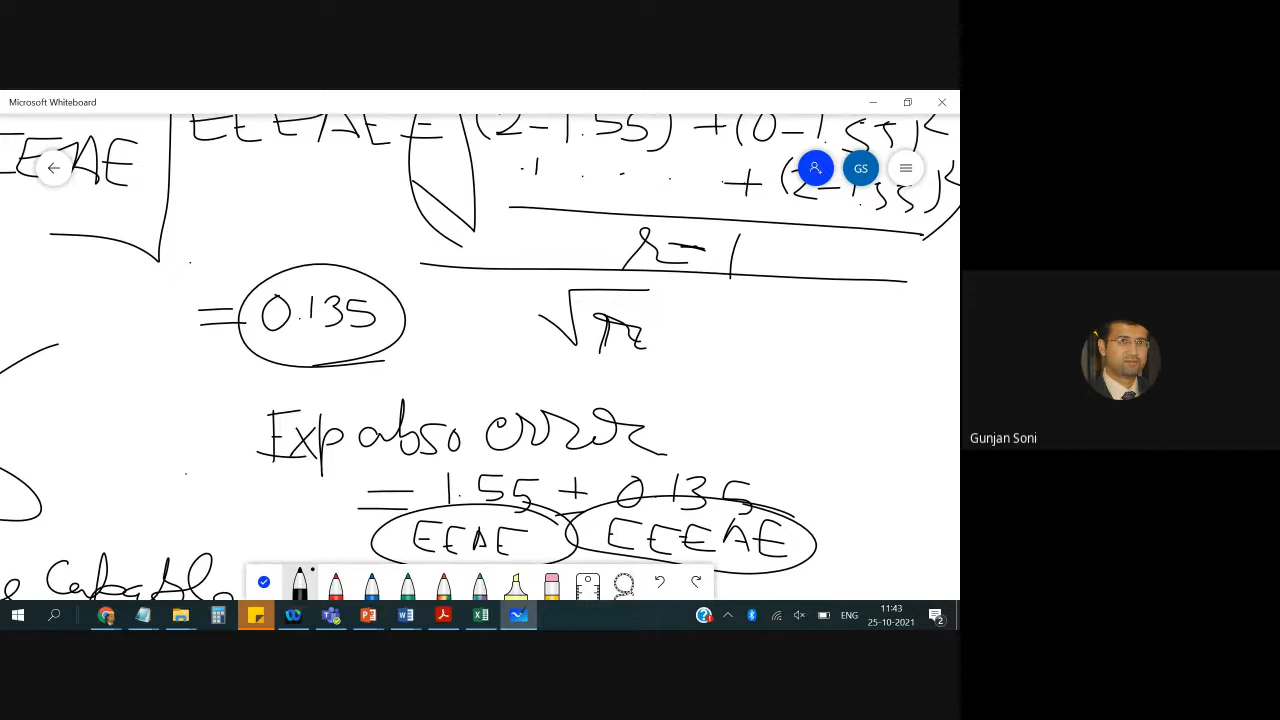 Microsoft Whiteboard
EEAE
EEEAE = (2-1.55) + (0-1.55)²
. . . . .
+ (2-1.55)²
r-1
= 0.135
√r
GS
Exp abso error
= 1.55 ± 0.135
EEAE EEEAE
Gunjan Soni
ENG
11:43
25-10-2021
2